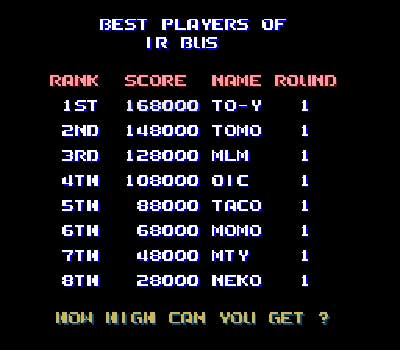 BEST PLAYERS OF
IR BUS
RANK SCORE NAME ROUND
1ST 168000 TO-Y 1
2ND 148000 TOMO 1
3RD 128000 MLM 1
4TH 108000 OIC 1
5TH 88000 TACO 1
6TH 68000 MOMO 1
7TH 48000 MTY 1
8TH 28000 NEKO 1
HOW HIGH CAN YOU GET ?